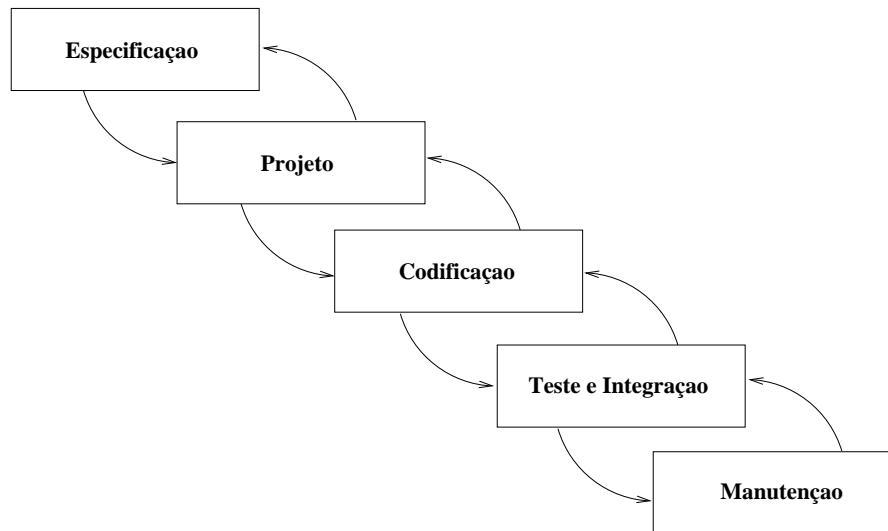 Especificaçao
Projeto
Codificaçao
Teste e Integraçao
Manutençao